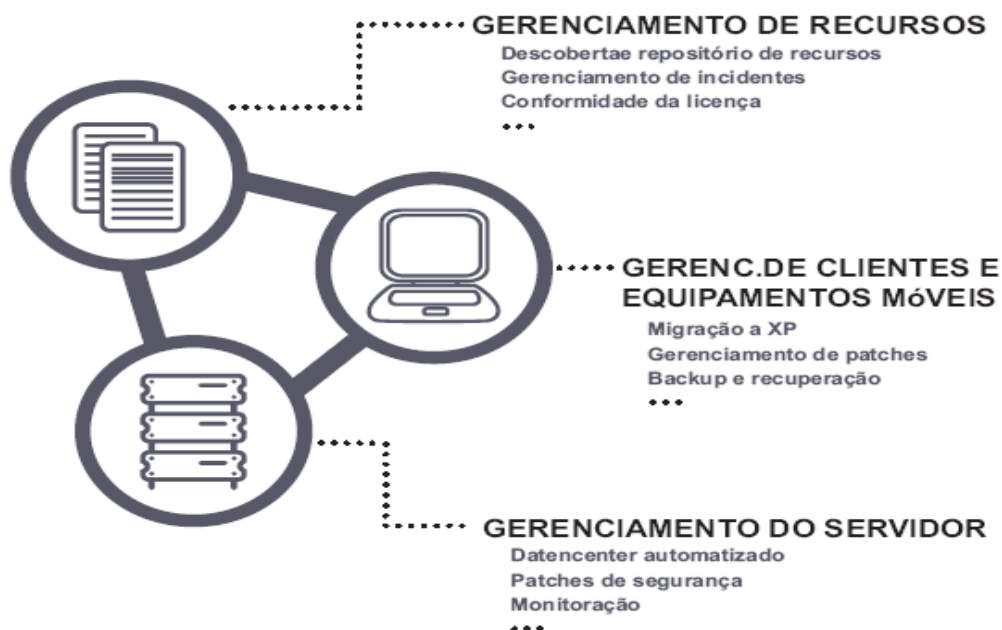 GERENCIAMENTO DE RECURSOS
Descobertae repositório de recursos
Gerenciamento de incidentes
Conformidade da licença
...
GERENC.DE CLIENTES E
EQUIPAMENTOS MóVEIS
Migração a XP
Gerenciamento de patches
Backup e recuperação
...
GERENCIAMENTO DO SERVIDOR
Datencenter automatizado
Patches de segurança
Monitoração
...